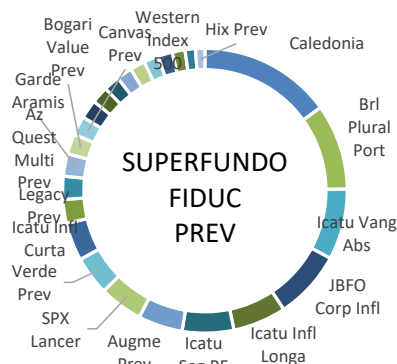 Western
Index
500
Hix Prev
Caledonia
Brl
Plural
Port
Icatu Vang
Abs
JBFO
Corp Infl
Icatu Infl
Longa
Icatu
Augme
Prev
SPX
Lancer
Verde
Prev
Icatu Infl
Curta
Legacy
Prev
Az
Quest
Multi
Prev
Garde
Aramis
Bogari
Value
Prev
Canvas
Prev
SUPERFUNDO
FIDUC
PREV